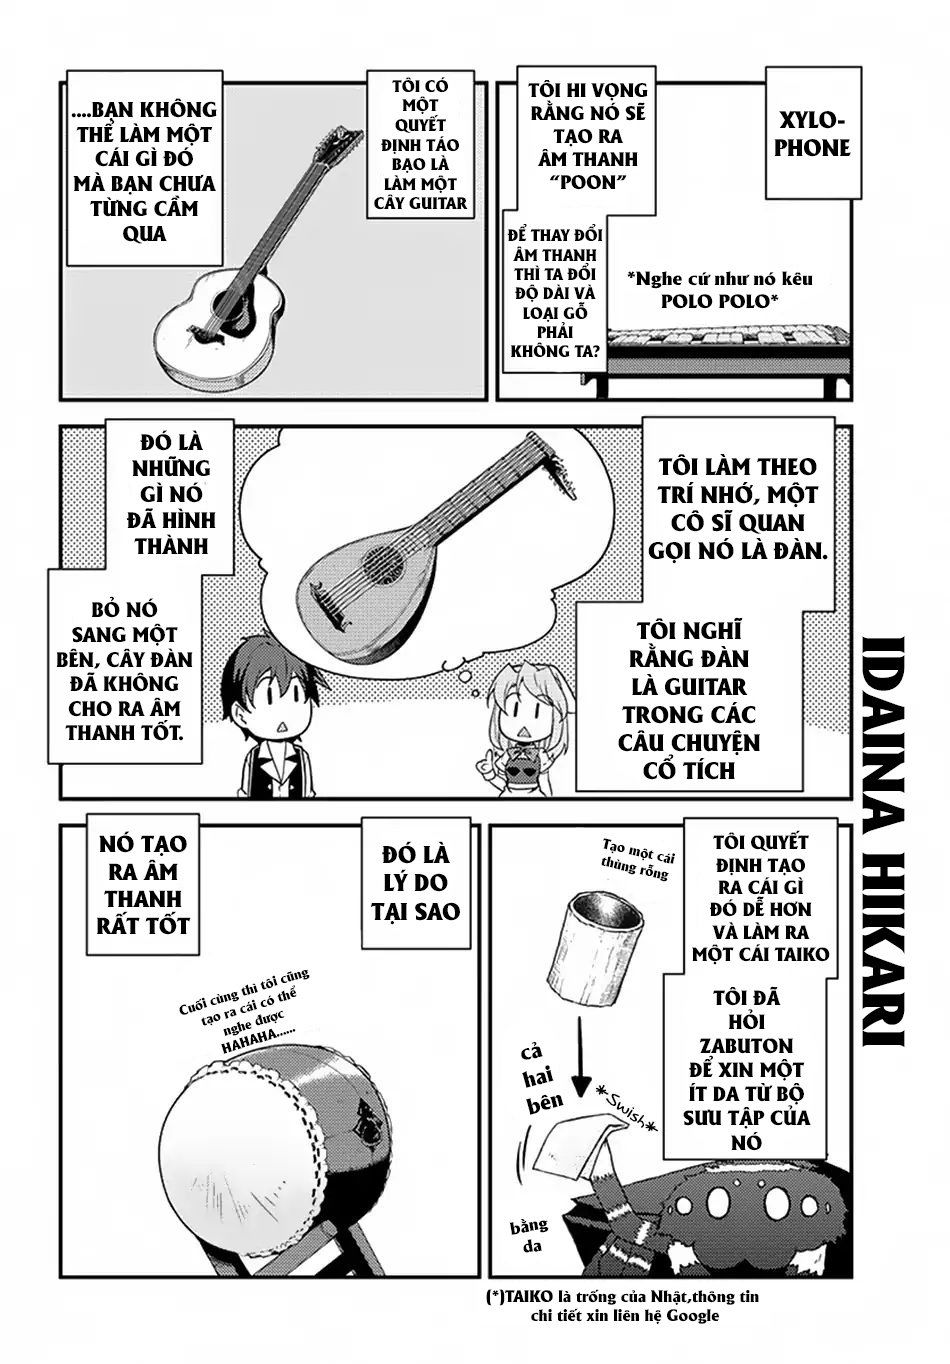 XYLO-
PHONE
TÔI HI VỌNG
RẰNG NÓ SẼ
TẠO RA
ÂM THANH
“POON”
ĐỂ THAY ĐỔI
ÂM THANH
THÌ TA ĐỔI
ĐỘ DÀI VÀ
LOẠI GỖ
PHẢI
KHÔNG TA?
*Nghe cứ như nó kêu
POLO POLO*
TÔI CÓ
MỘT
QUYẾT
ĐỊNH TÁO
BẠO LÀ
LÀM MỘT
CÂY GUITAR
....BẠN KHÔNG
THỂ LÀM MỘT
CÁI GÌ ĐÓ
MÀ BẠN CHƯA
TỪNG CẦM
QUA
TÔI LÀM THEO
TRÍ NHỚ, MỘT
CÔ SĨ QUAN
GỌI NÓ LÀ ĐÀN.
TÔI NGHĨ
RẰNG ĐÀN
LÀ GUITAR
TRONG CÁC
CÂU CHUYỆN
CỔ TÍCH
ĐÓ LÀ
NHỮNG
GÌ NÓ
ĐÃ HÌNH
THÀNH
BỎ NÓ
SANG MỘT
BÊN, CÂY ĐÀN
ĐÃ KHÔNG
CHO RA ÂM
THANH TỐT.
IDAINA HIKARI
TÔI QUYẾT
ĐỊNH TẠO
RA CÁI GÌ
ĐÓ DỄ HƠN
VÀ LÀM RA
MỘT CÁI TAIKO
TÔI ĐÃ
HỎI
ZABUTON
ĐỂ XIN MỘT
ÍT DA TỪ BỘ
SƯU TẬP CỦA
NÓ
Tạo một cái
thùng rỗng
cả
hai
bên
*Swish*
bằng
da
ĐÓ LÀ
LÝ DO
TẠI SAO
NÓ TẠO
RA ÂM
THANH
RẤT TỐT
Cuối cùng thì tôi cũng
tạo ra cái có thể
nghe được
HAHAHA......
(*)TAIKO là trống của Nhật,thông tin
chi tiết xin liên hệ Google